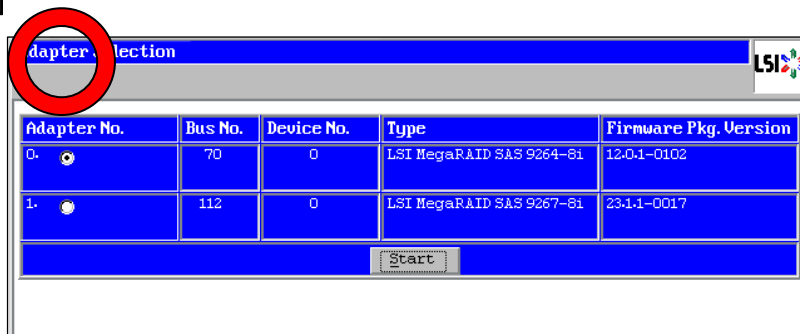 dapter lection
LSI
Adapter No. Bus No. Device No. Type Firmware Pkg. Version
0. 70 0 LSI MegaRAID SAS 9264-8i 12.0.1-0102
1. 112 0 LSI MegaRAID SAS 9267-8i 23.1.1-0017
Start